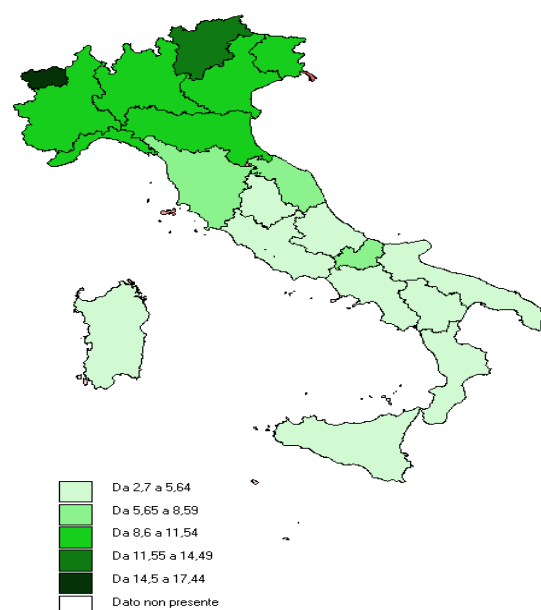 Da 2,7 a 5,64
Da 5,65 a 8,59
Da 8,6 a 11,54
Da 11,55 a 14,49
Da 14,5 a 17,44
Dato non presente